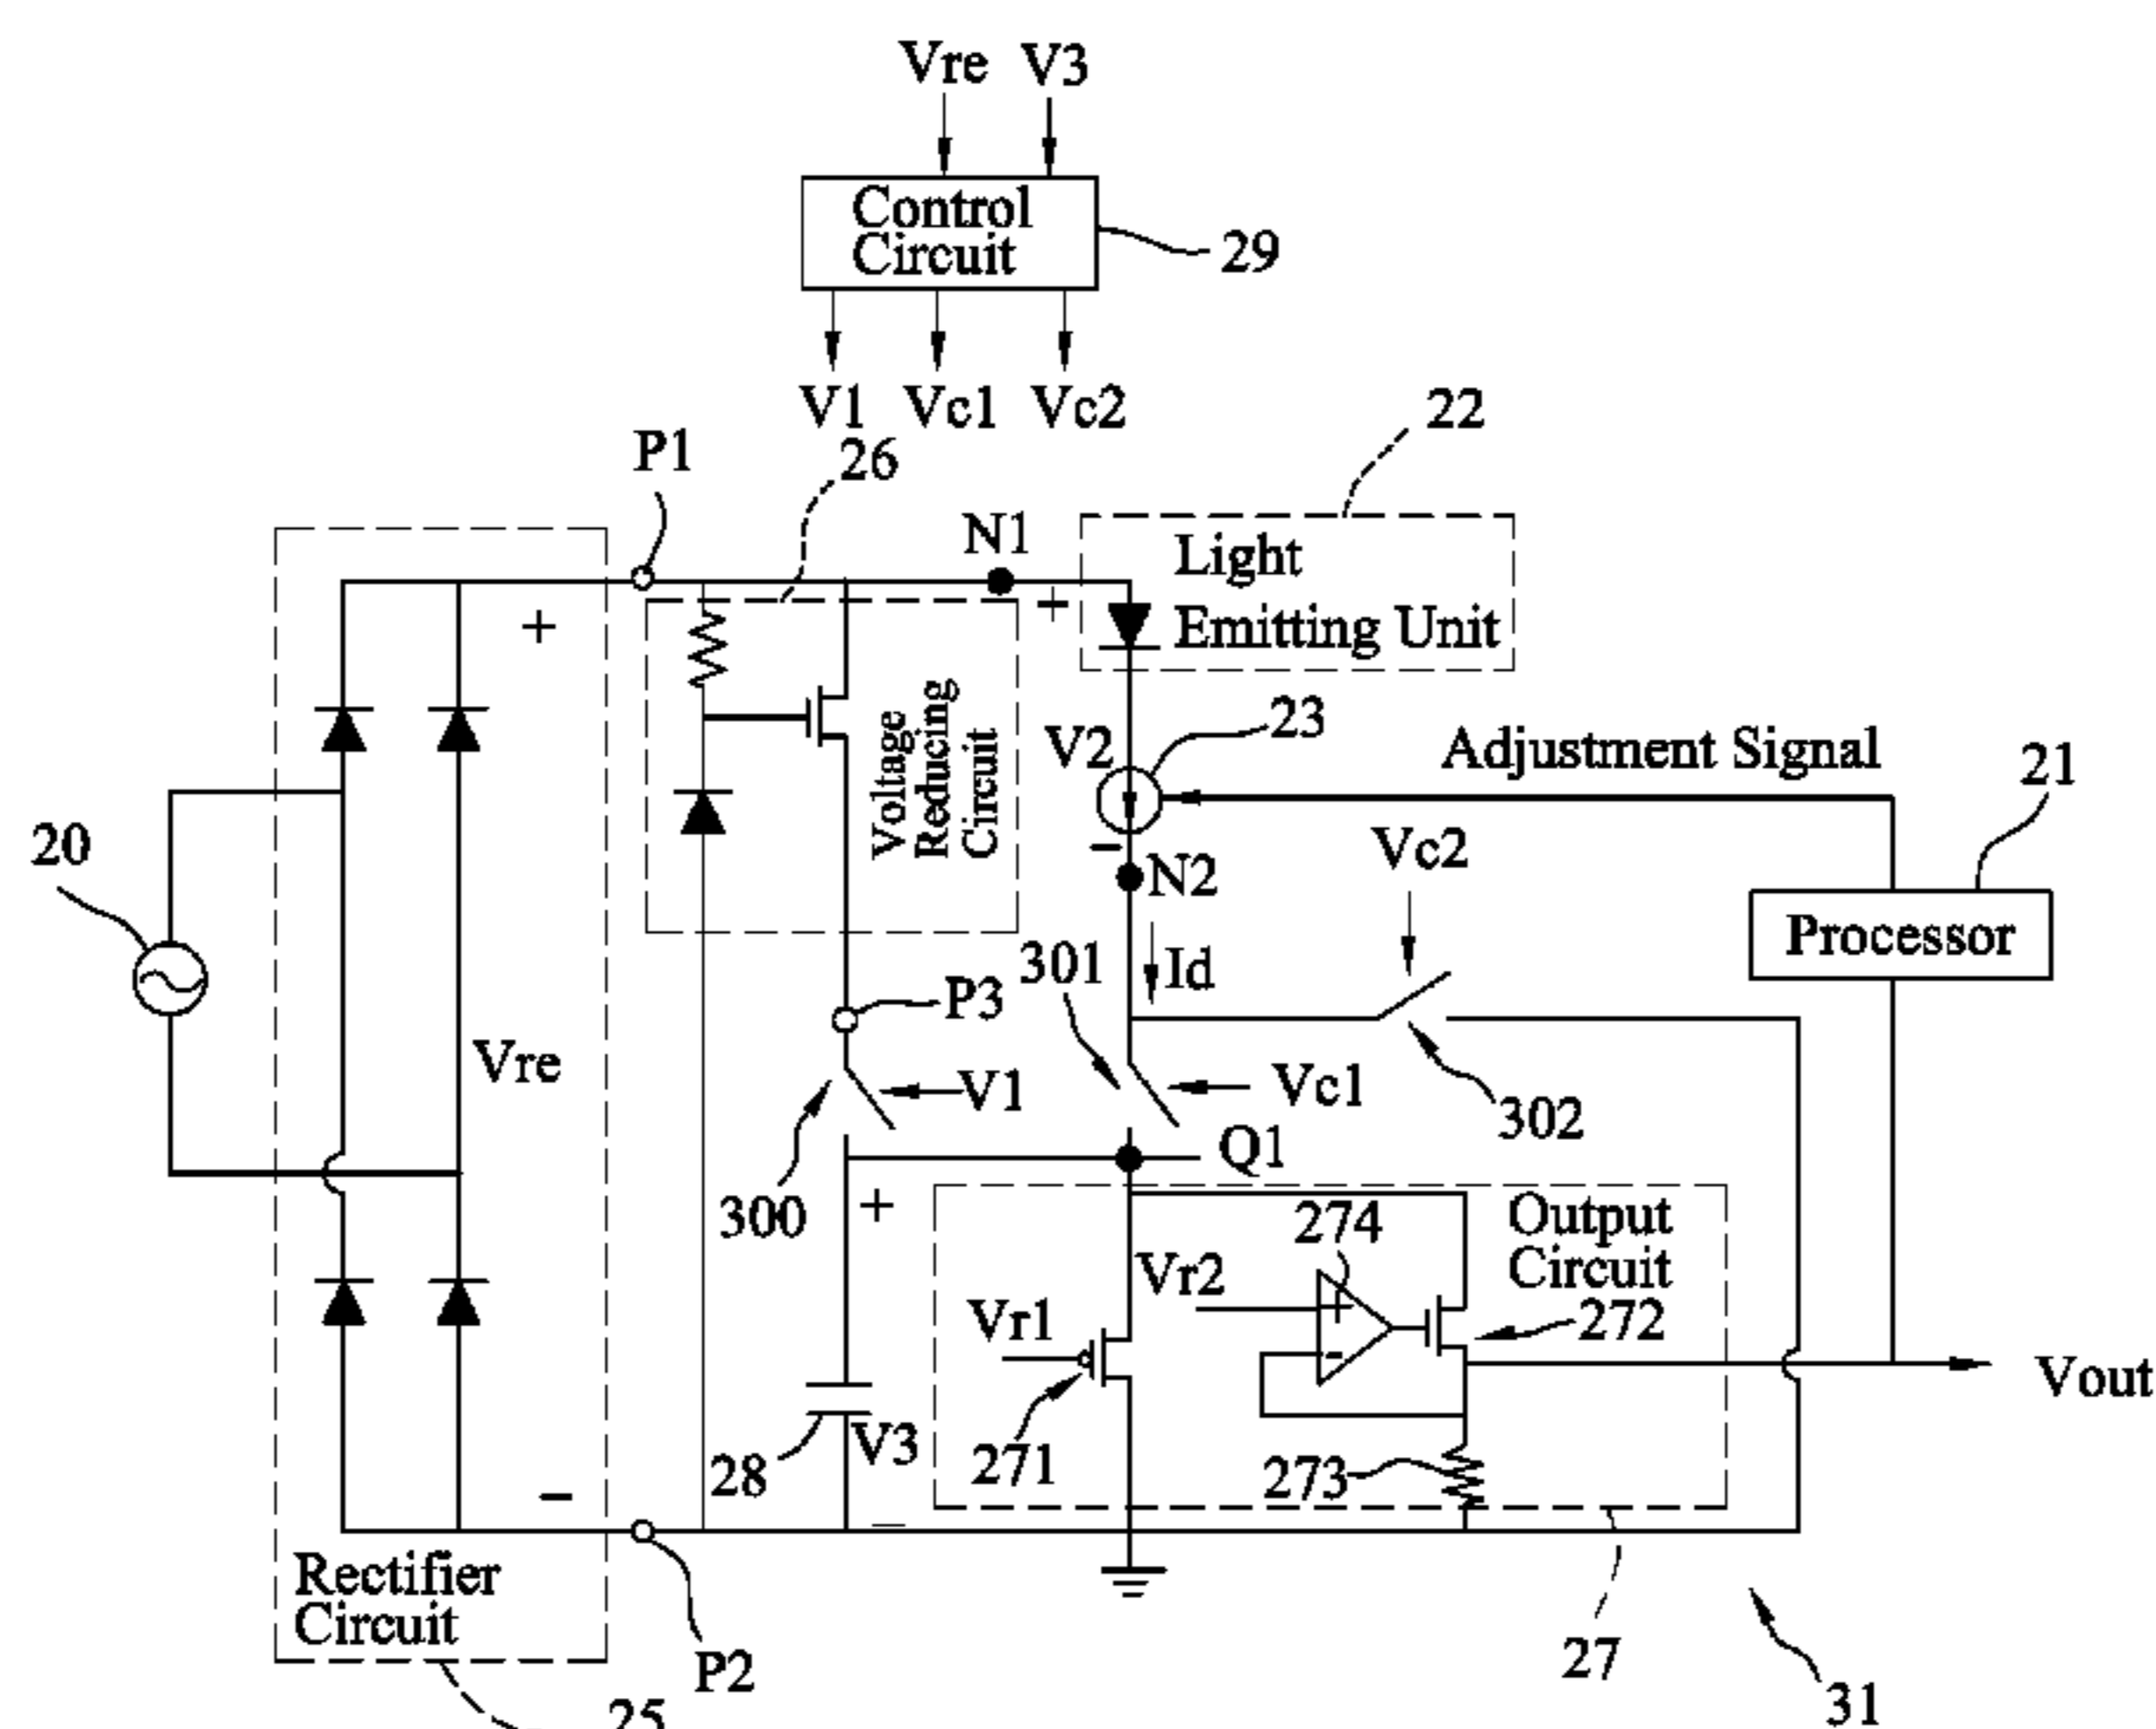 Vre V3
Control
Circuit
29
V1 Vc1 Vc2
22
P1
26
N1
Light
Emitting Unit
+
+
Voltage
Reducing
Circuit
V2
23
Adjustment Signal
21
20
Vc2
-
N2
Processor
301
Id
P3
Vre
V1
Vc1
302
Q1
300
+
274
Output
Circuit
Vr2
+
272
Vr1
-
Vout
V3
271
28
273
-
-
Rectifier
Circuit
P2
27
25
31